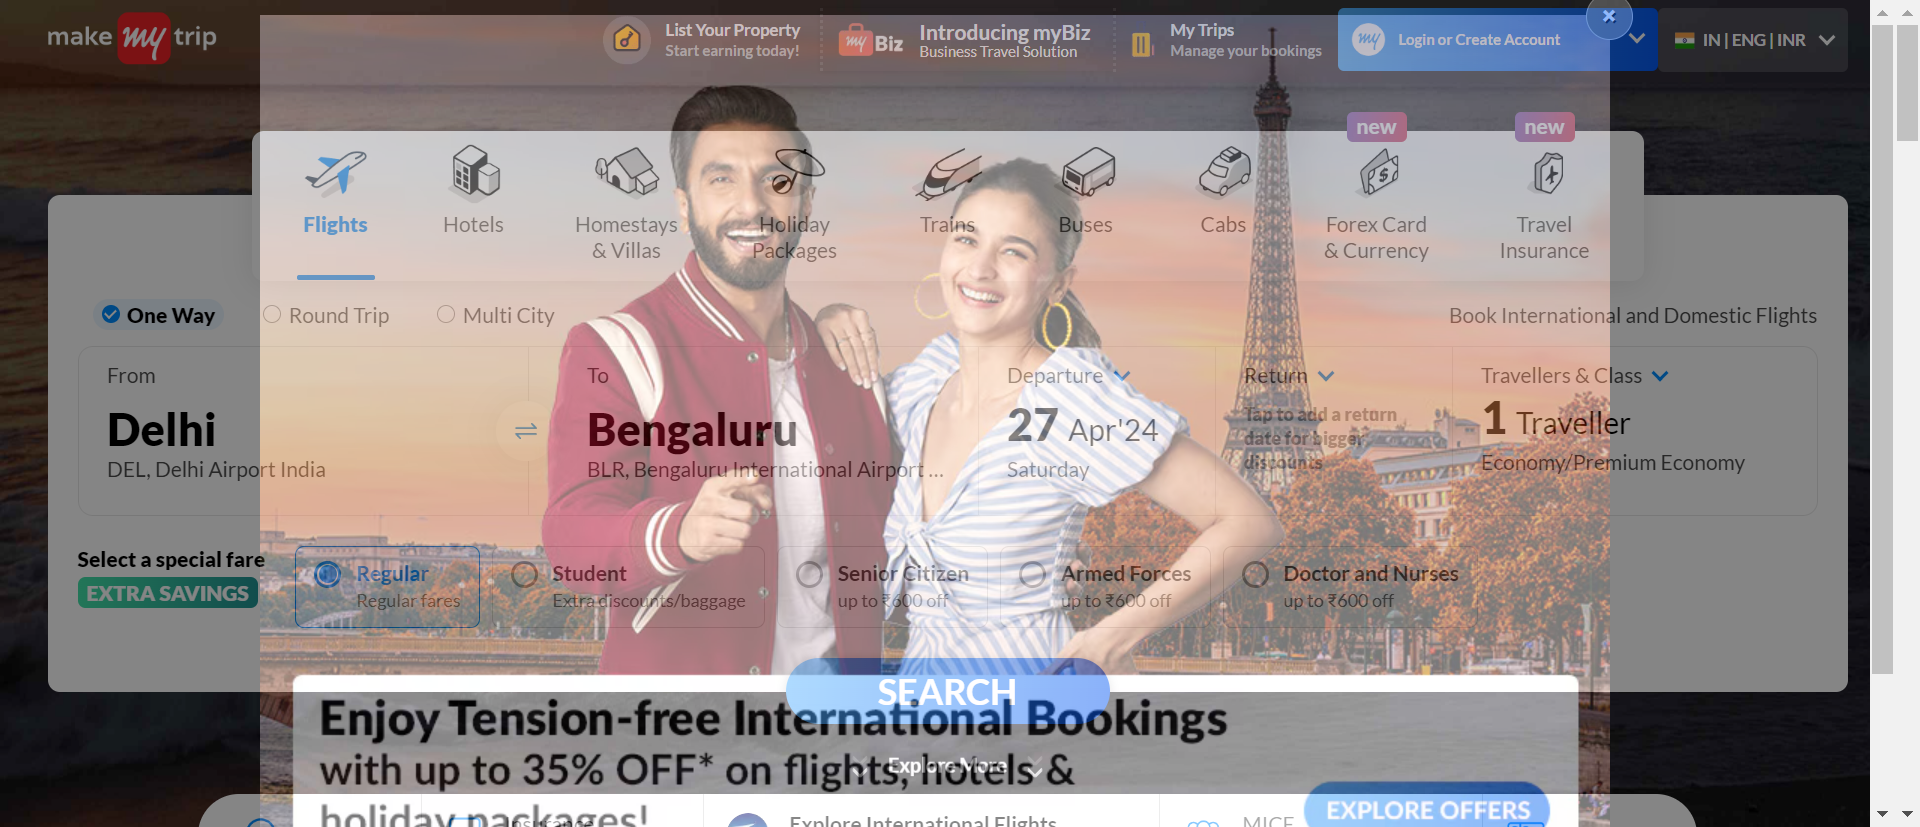 make my trip
List Your Property
Start earning today!
my Biz
Introducing myBiz
Business Travel Solution
My Trips
Manage your bookings
my
Login or Create Account
IN | ENG | INR
new
new
Flights
Hotels
Homestays
& Villas
Holiday
Packages
Trains
Buses
Cabs
Forex Card
& Currency
Travel
Insurance
One Way
Round Trip
Multi City
Book International and Domestic Flights
From
Delhi
DEL, Delhi Airport India
To
Bengaluru
BLR, Bengaluru International Airport ...
Departure
27 Apr'24
Saturday
Return
Tap to add a return
date for bigger
discounts
Travellers & Class
1 Traveller
Economy/Premium Economy
Select a special fare
EXTRA SAVINGS
Regular
Regular fares
Student
Extra discounts/baggage
Senior Citizen
up to ₹600 off
Armed Forces
up to ₹600 off
Doctor and Nurses
up to ₹600 off
SEARCH
Enjoy Tension-free International Bookings
with up to 35% OFF* on flights, hotels &
holiday packages!
Explore More
EXPLORE OFFERS
Insurance
Explore International Flights
MICE